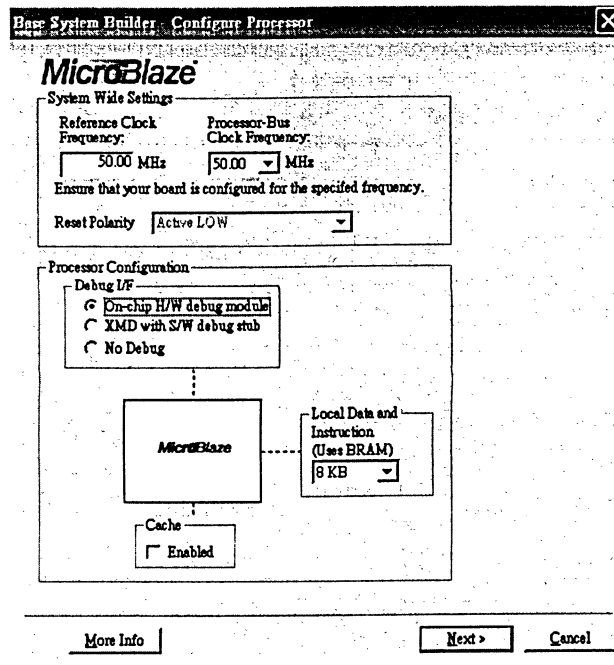 Base System Builder - Configure Processor
MicroBlaze
System Wide Settings
Reference Clock Frequency:
Processor-Bus Clock Frequency:
50.00 MHz
50.00 MHz
Ensure that your board is configured for the specifed frequency.
Reset Polarity Active LOW
Processor Configuration
Debug I/F
On-chip H/W debug module
XMD with S/W debug stub
No Debug
MicroBlaze
Local Data and
Instruction
(Uses BRAM)
8 KB
Cache
Enabled
More Info
Next >
Cancel